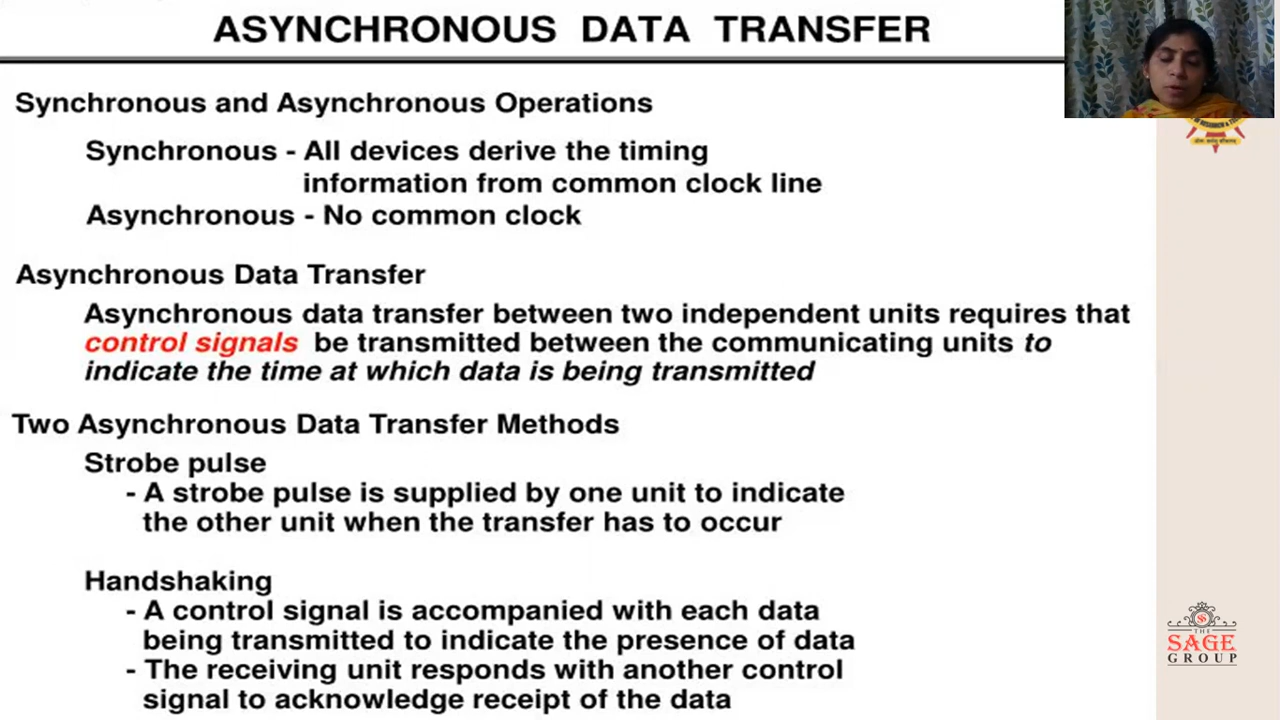 ASYNCHRONOUS DATA TRANSFER
Synchronous and Asynchronous Operations
Synchronous - All devices derive the timing
information from common clock line
Asynchronous - No common clock
Asynchronous Data Transfer
Asynchronous data transfer between two independent units requires that
control signals be transmitted between the communicating units to
indicate the time at which data is being transmitted
Two Asynchronous Data Transfer Methods
Strobe pulse
- A strobe pulse is supplied by one unit to indicate
the other unit when the transfer has to occur
Handshaking
- A control signal is accompanied with each data
being transmitted to indicate the presence of data
- The receiving unit responds with another control
signal to acknowledge receipt of the data
THE
SAGE
GROUP